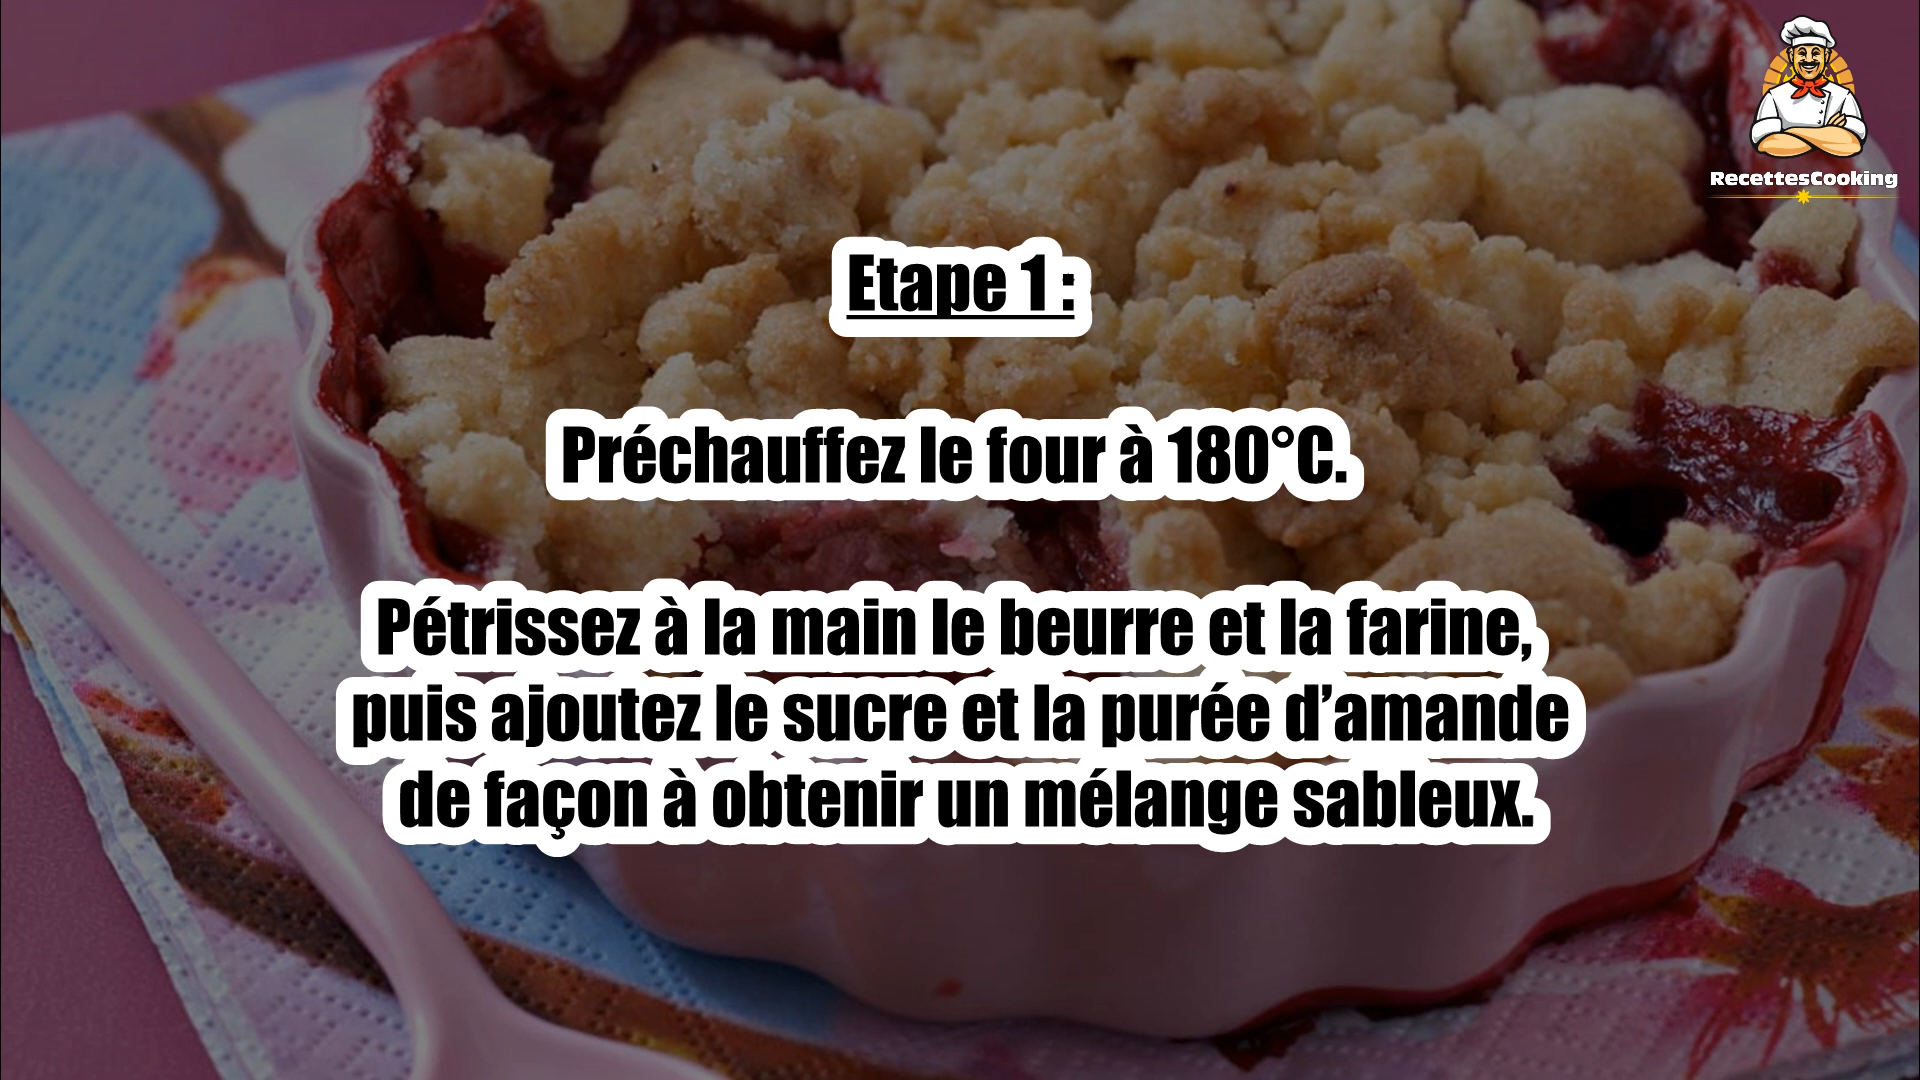 RecettesCooking
Etape 1 :
Préchauffez le four à 180°C.
Pétrissez à la main le beurre et la farine,
puis ajoutez le sucre et la purée d’amande
de façon à obtenir un mélange sableux.